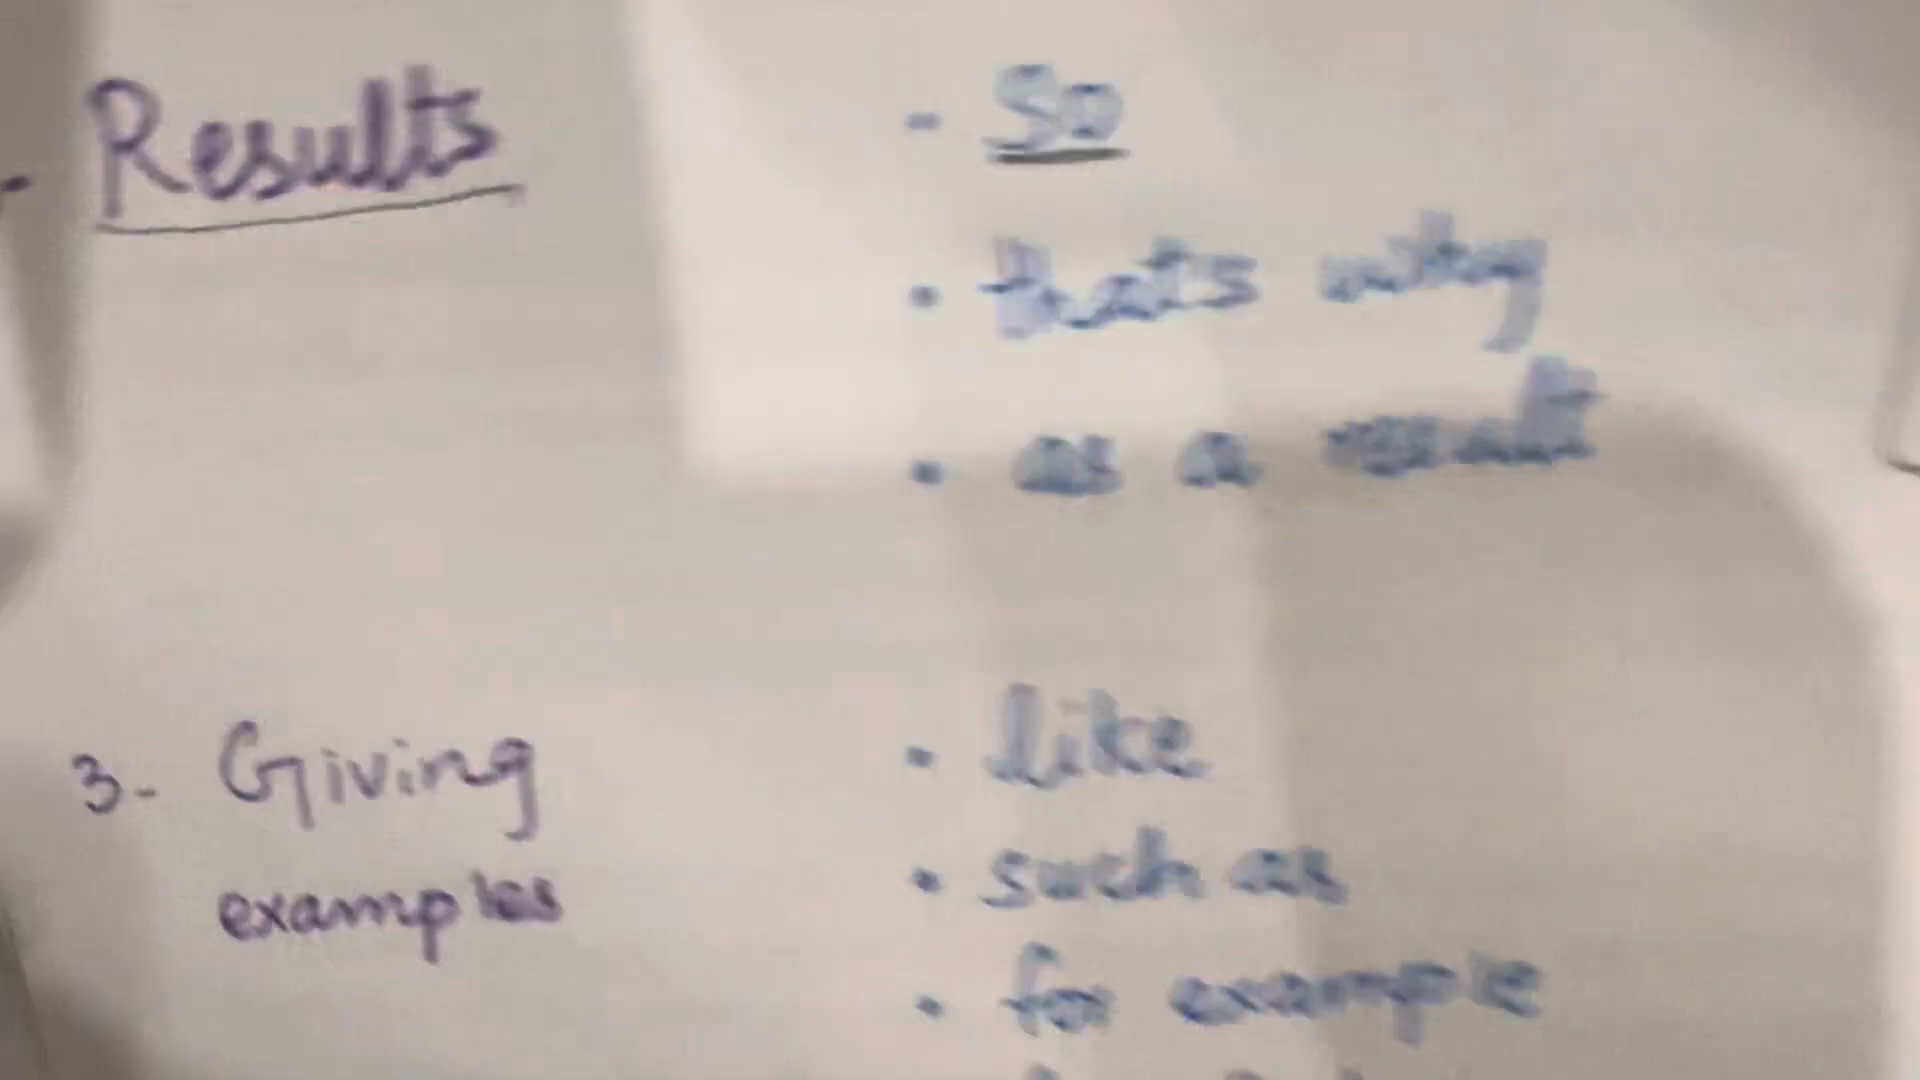 - Results - so
• thats why
• as a result
3- Giving • like
examples • such as
• for example